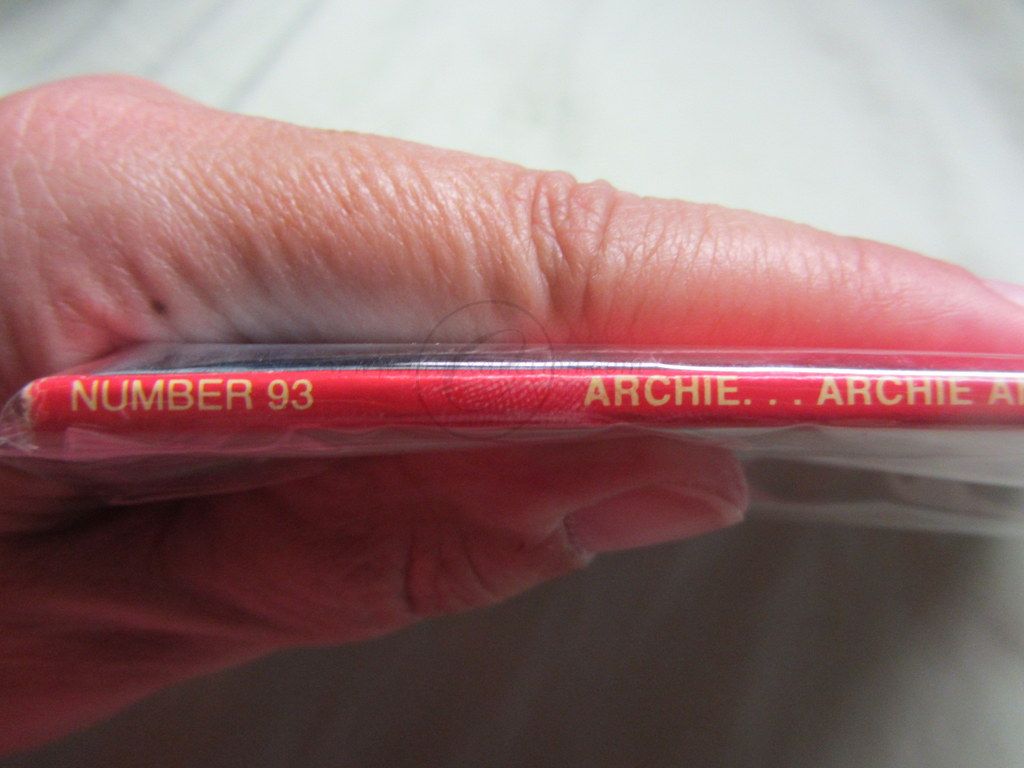 NUMBER 93 ARCHIE. . . ARCHIE A